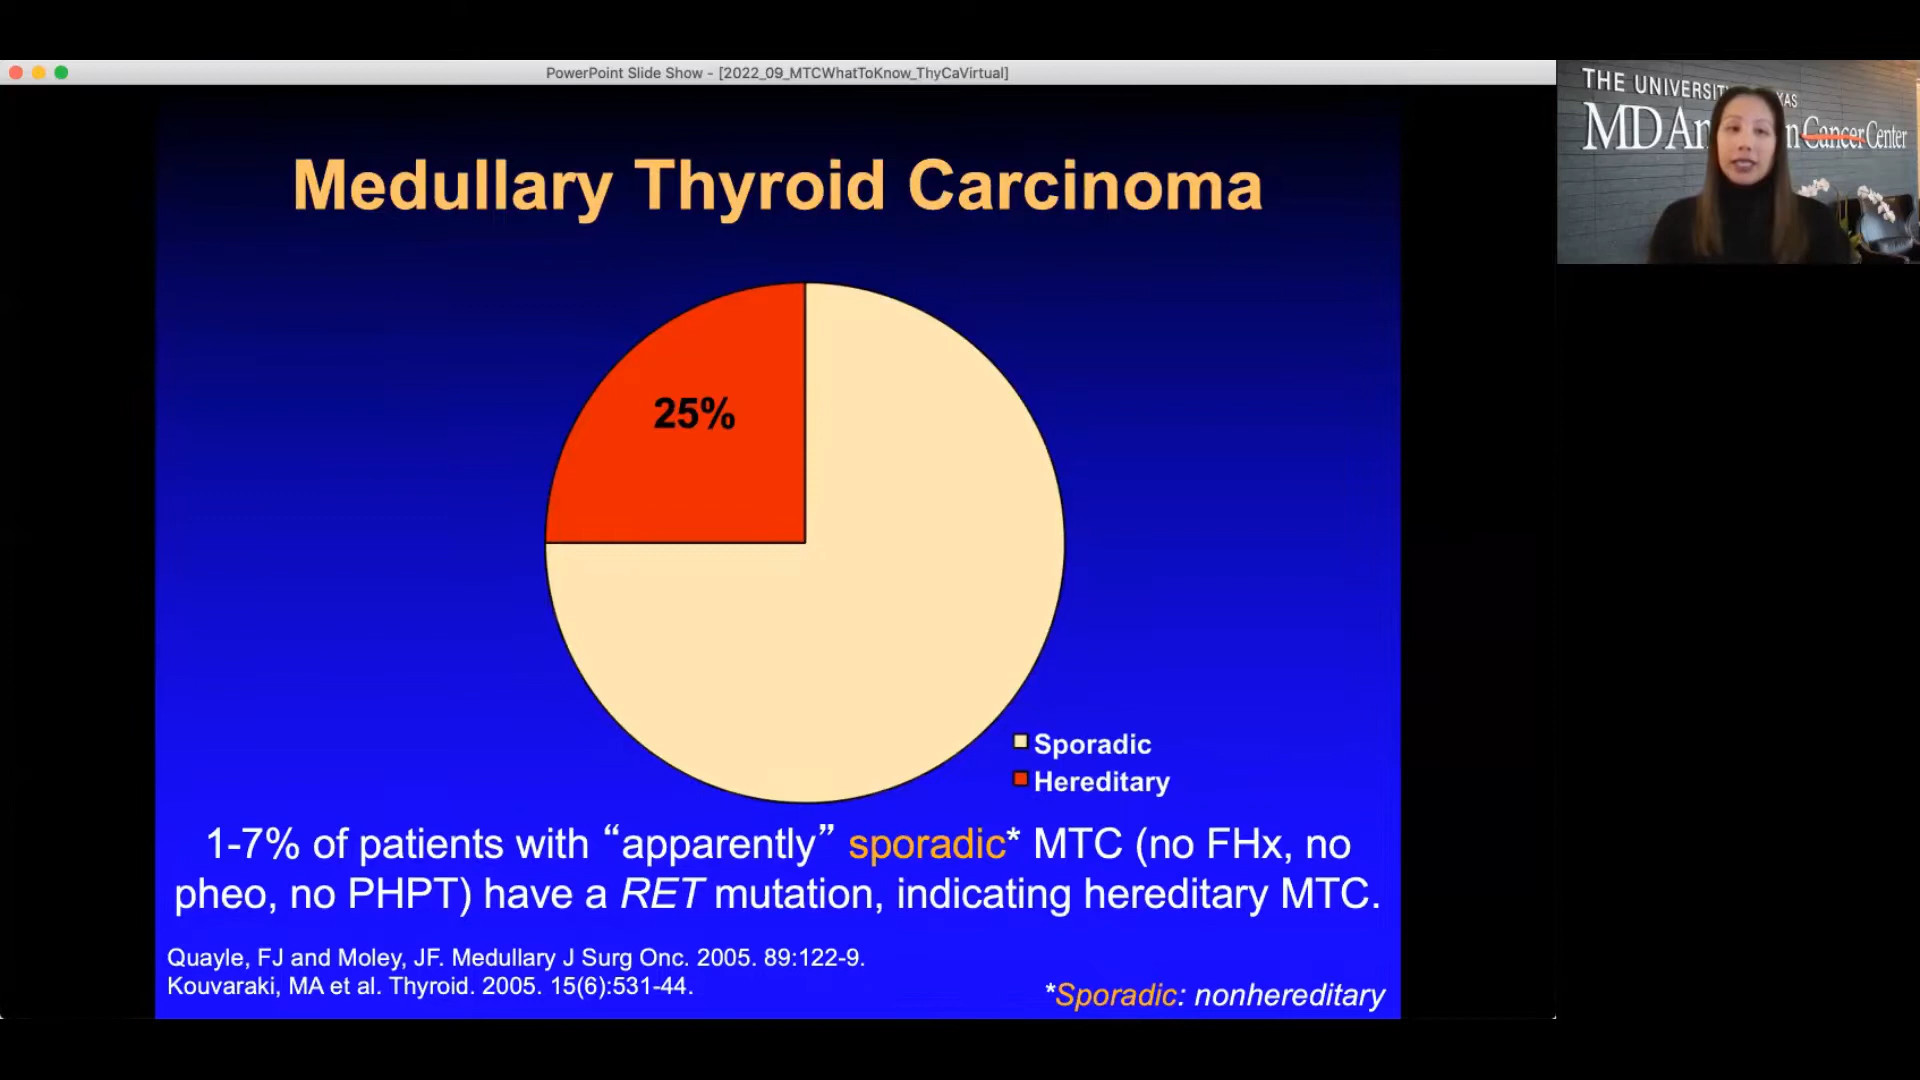 PowerPoint Slide Show - [2022_09_MTCWhatToKnow_ThyCaVirtual]
THE UNIVERSIT XAS
MD An n Cancer Center
Medullary Thyroid Carcinoma
25%
Sporadic
Hereditary
1-7% of patients with “apparently” sporadic* MTC (no FHx, no
pheo, no PHPT) have a RET mutation, indicating hereditary MTC.
Quayle, FJ and Moley, JF. Medullary J Surg Onc. 2005. 89:122-9.
Kouvaraki, MA et al. Thyroid. 2005. 15(6):531-44.
*Sporadic: nonhereditary